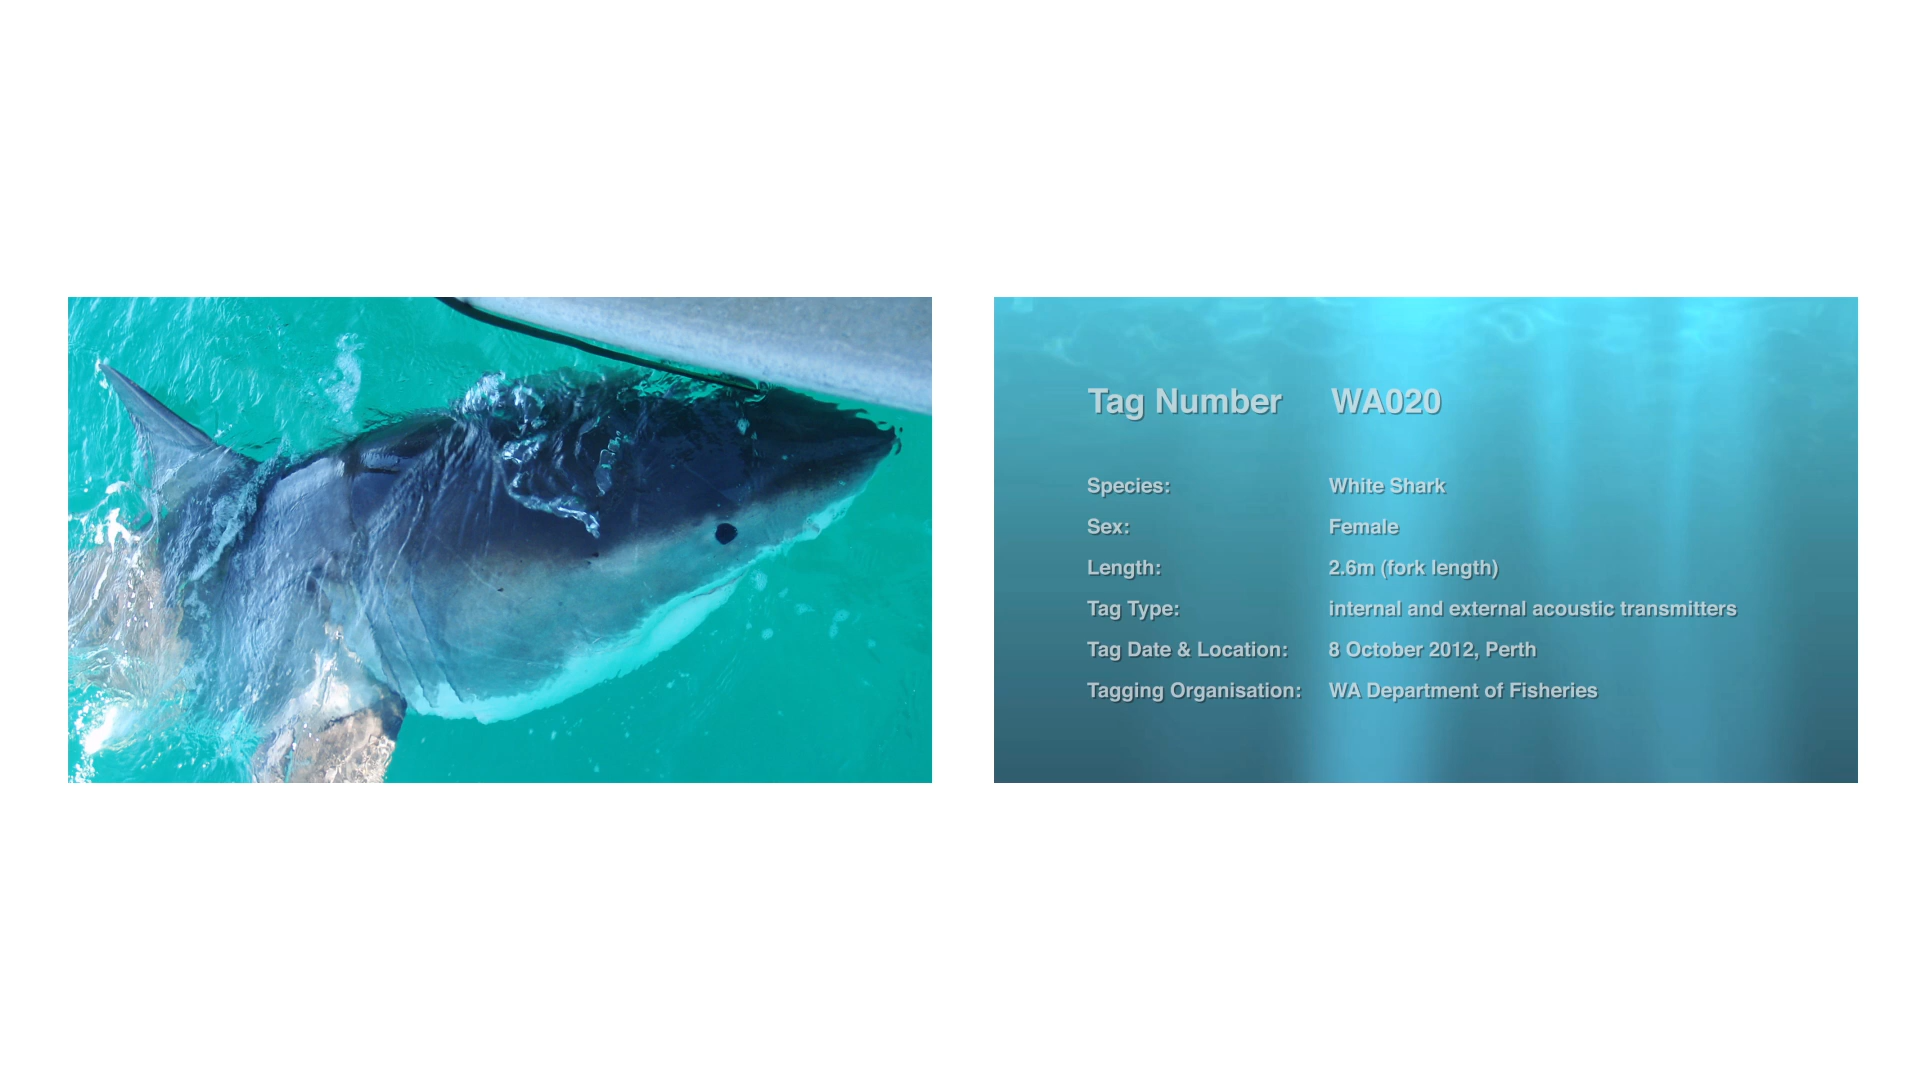 Tag Number WA020
Species: White Shark
Sex: Female
Length: 2.6m (fork length)
Tag Type: internal and external acoustic transmitters
Tag Date & Location: 8 October 2012, Perth
Tagging Organisation: WA Department of Fisheries